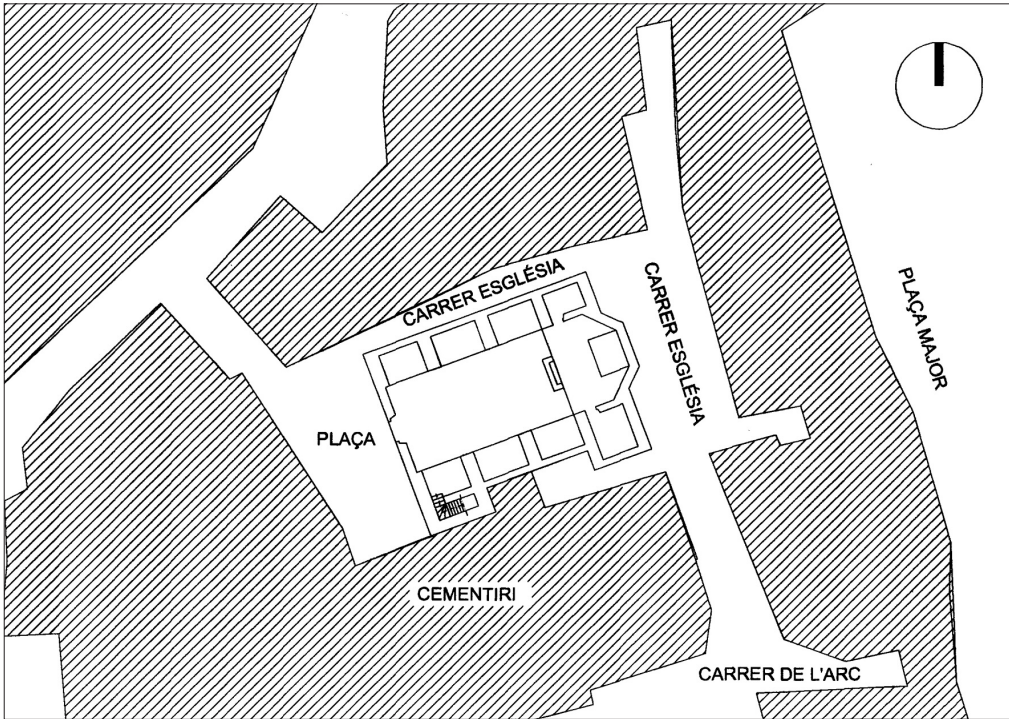 CARRER ESGLÉSIA
CARRER ESGLÉSIA
PLAÇA MAJOR
PLAÇA
CEMENTIRI
CARRER DE L'ARC